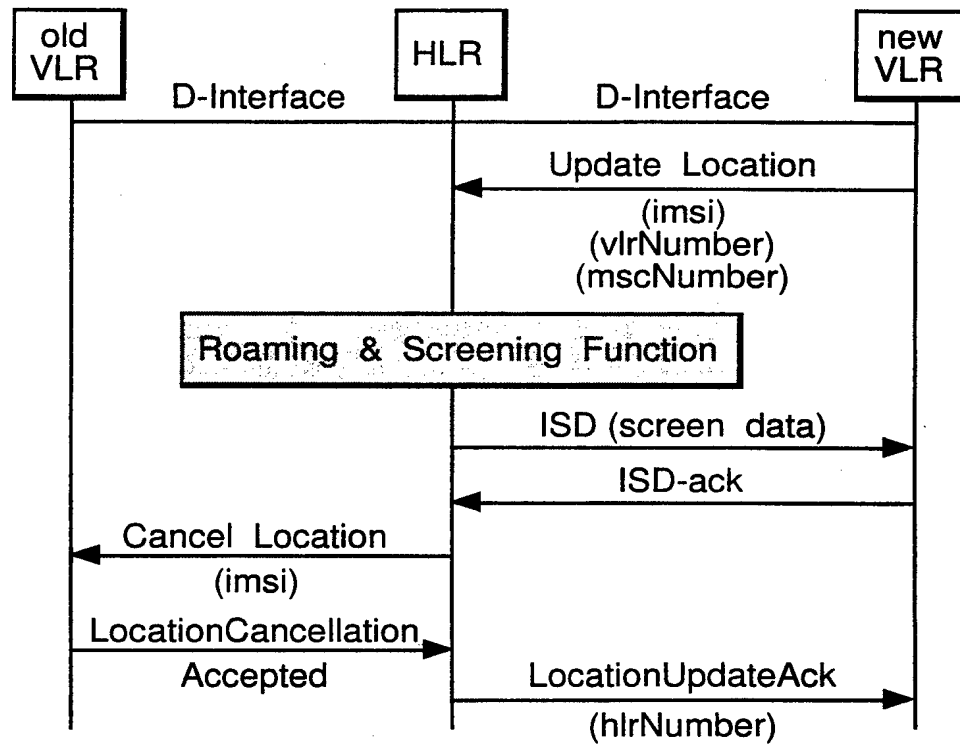 old
VLR
HLR
new
VLR
D-Interface
D-Interface
Update Location
(imsi)
(vlrNumber)
(mscNumber)
Roaming & Screening Function
ISD (screen data)
ISD-ack
Cancel Location
(imsi)
LocationCancellation
Accepted
LocationUpdateAck
(hlrNumber)